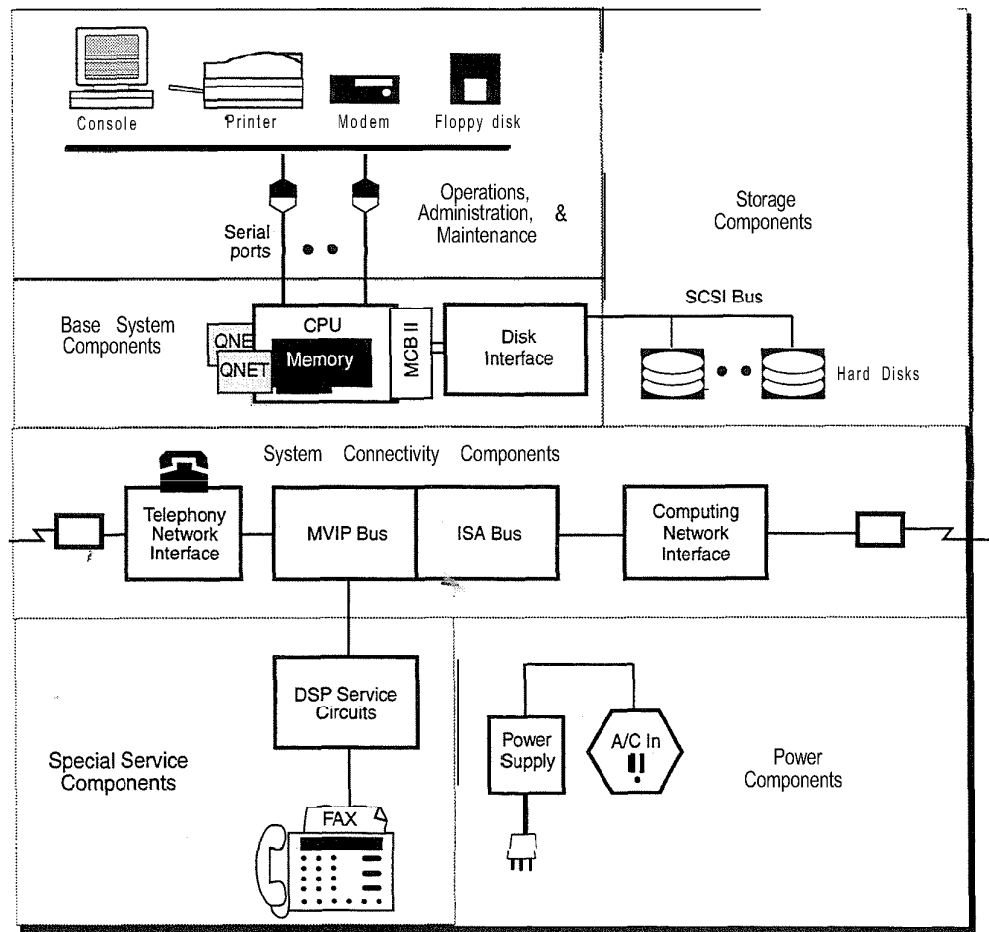 Console
Printer
Modem
Floppy disk
Operations,
Administration, &
Maintenance
Serial
ports
Storage
Components
Base System
Components
QNE
QNET
CPU
Memory
MCB II
Disk
Interface
SCSI Bus
Hard Disks
System Connectivity Components
Telephony
Network
Interface
MVIP Bus
ISA Bus
Computing
Network
Interface
DSP Service
Circuits
Special Service
Components
FAX
Power
Supply
A/C In
Power
Components